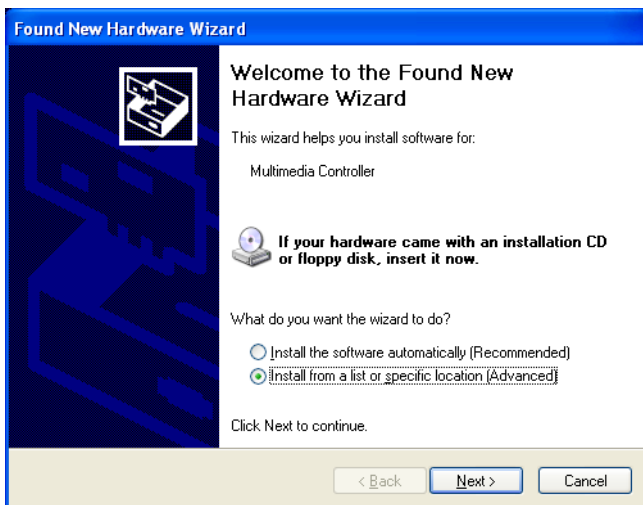 Found New Hardware Wizard
Welcome to the Found New
Hardware Wizard
This wizard helps you install software for:
Multimedia Controller
If your hardware came with an installation CD
or floppy disk, insert it now.
What do you want the wizard to do?
Install the software automatically (Recommended)
Install from a list or specific location (Advanced)
Click Next to continue.
< Back Next > Cancel